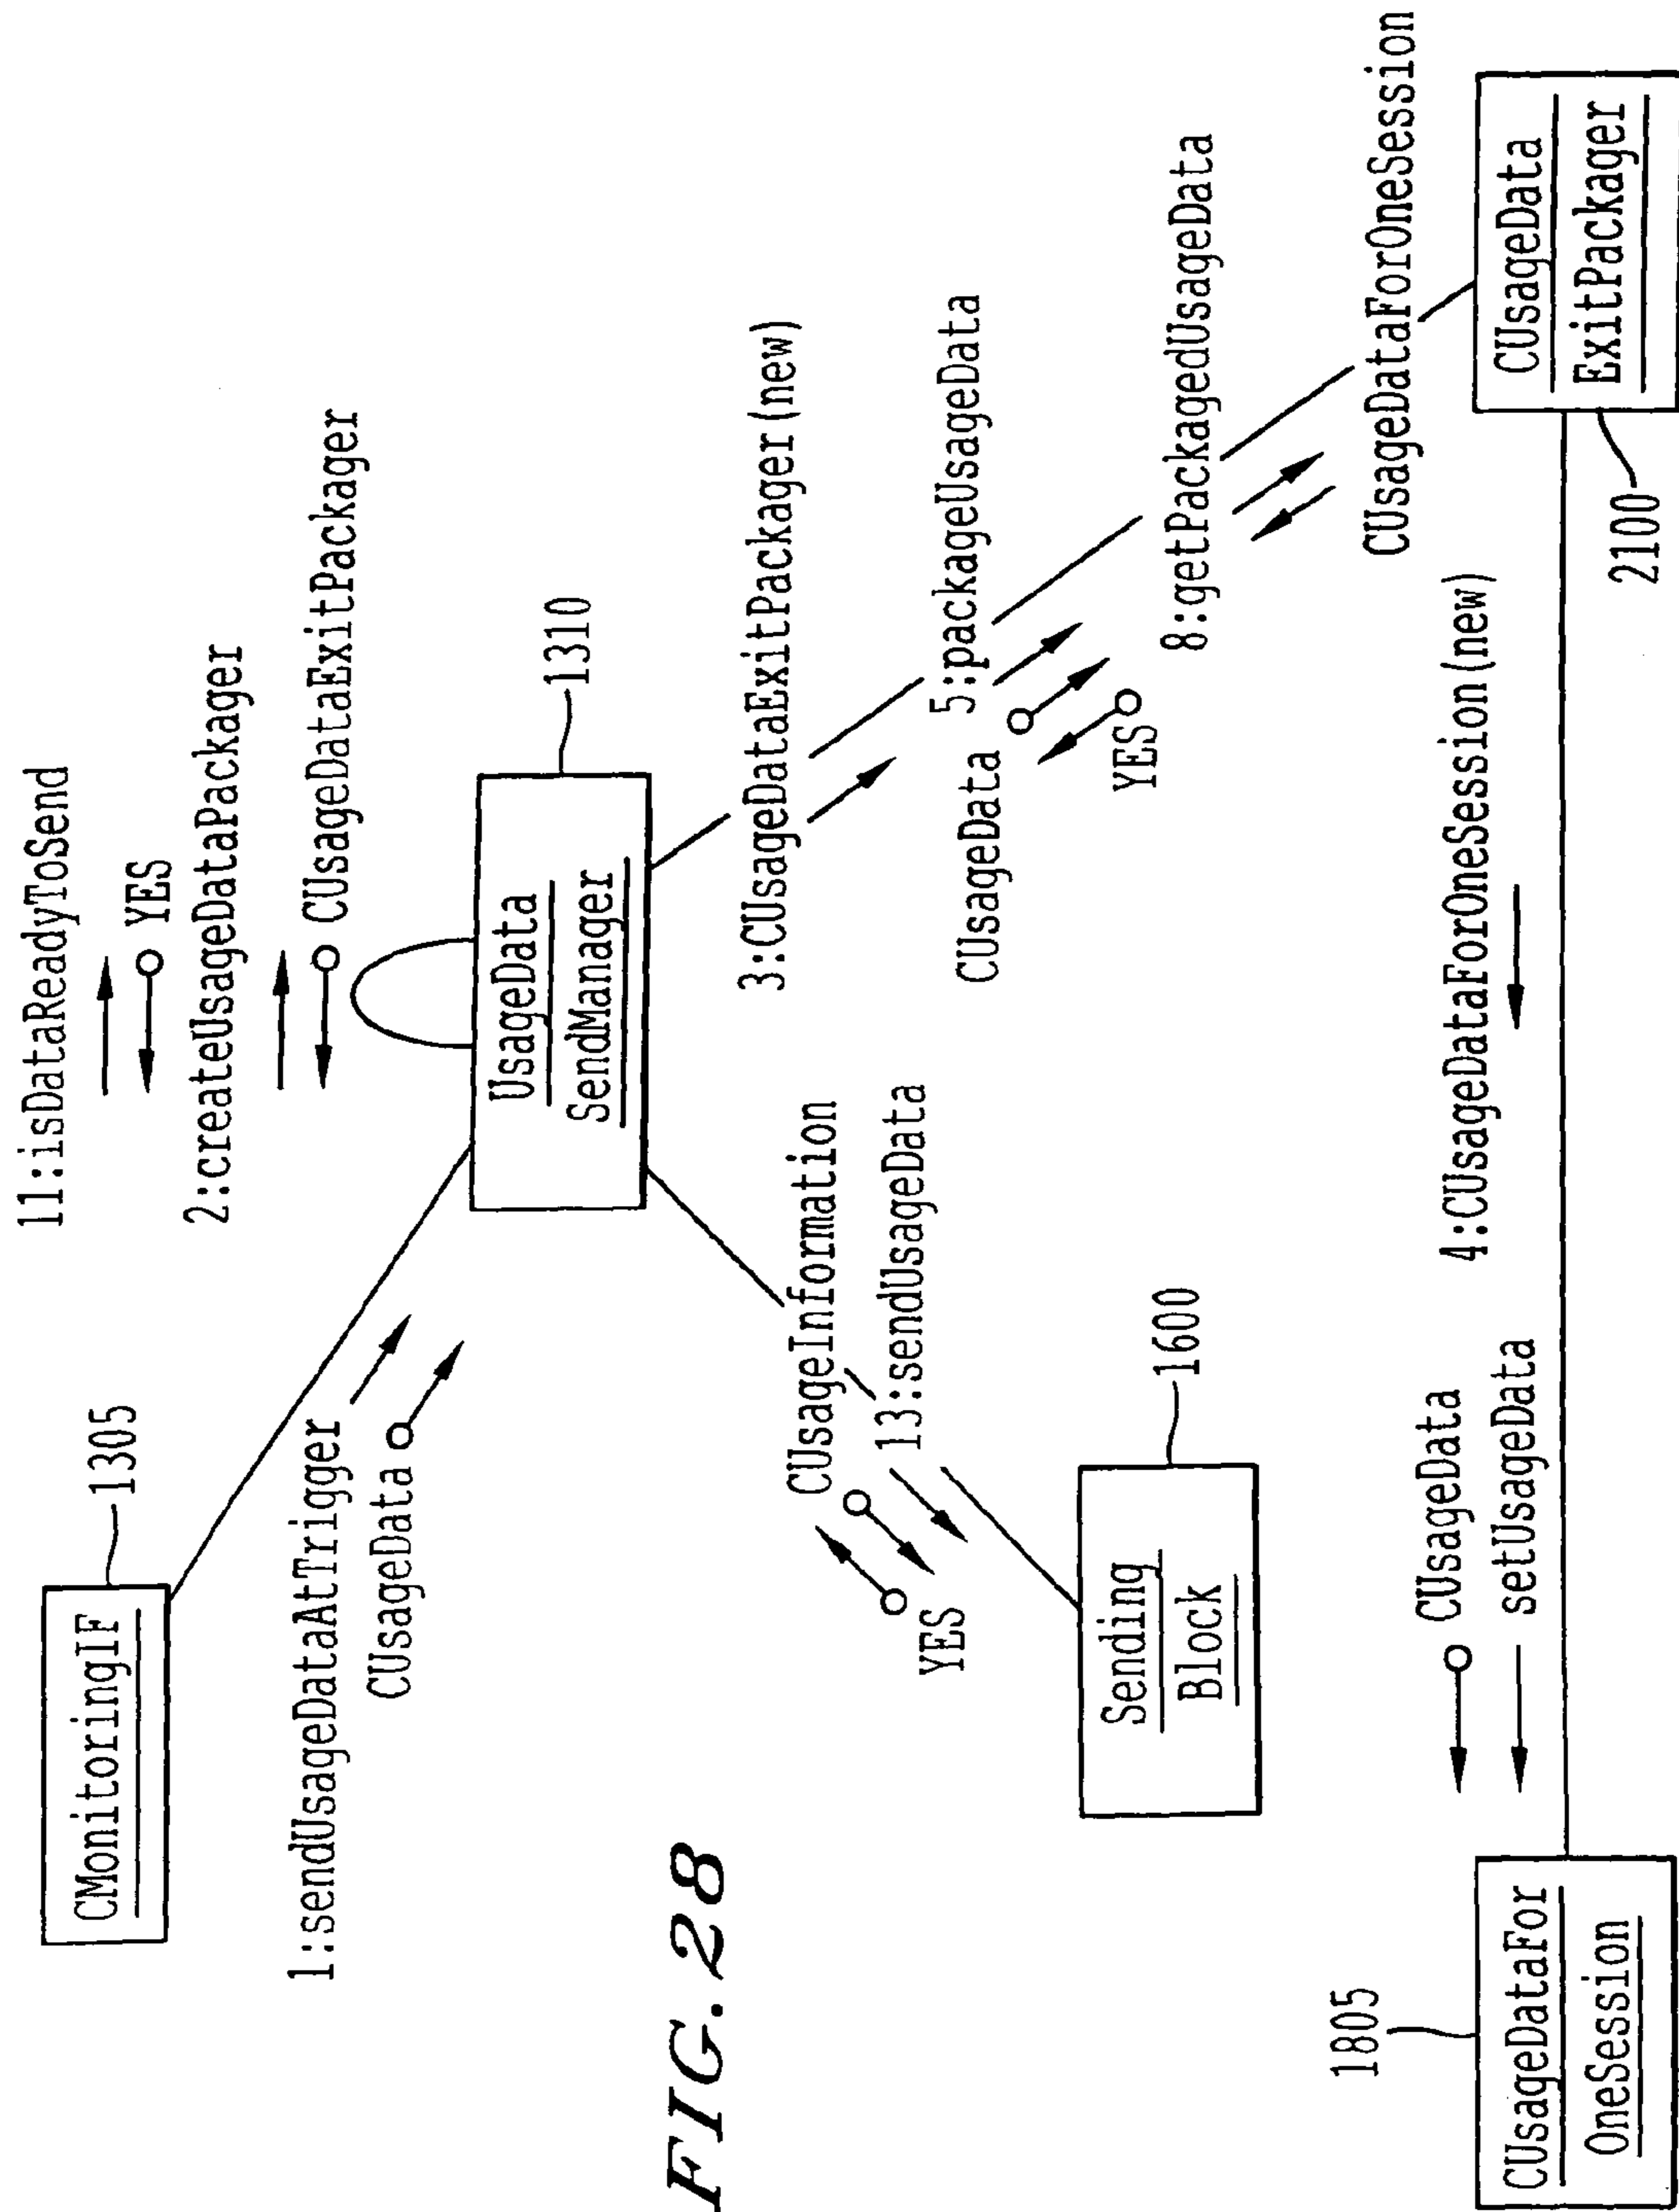 11:isDataReadyToSend
YES
2:createUsageDataPackager
CUsageDataExitPackager
CMonitoringIF
1305
1:sendUsageDataAtTrigger
CUsageData
UsageData
SendManager
1310
3:CUsageDataExitPackager(new)
CUsageInformation
13:sendUsageData
YES
5:packageUsageData
CUsageData
YES
8:getPackagedUsageData
CUsageDataForOneSession
FIG. 28
Sending
Block
1600
4:CUsageDataForOneSession(new)
CUsageData
setUsageData
1805
CUsageDataFor
OneSession
CUsageData
ExitPackager
2100